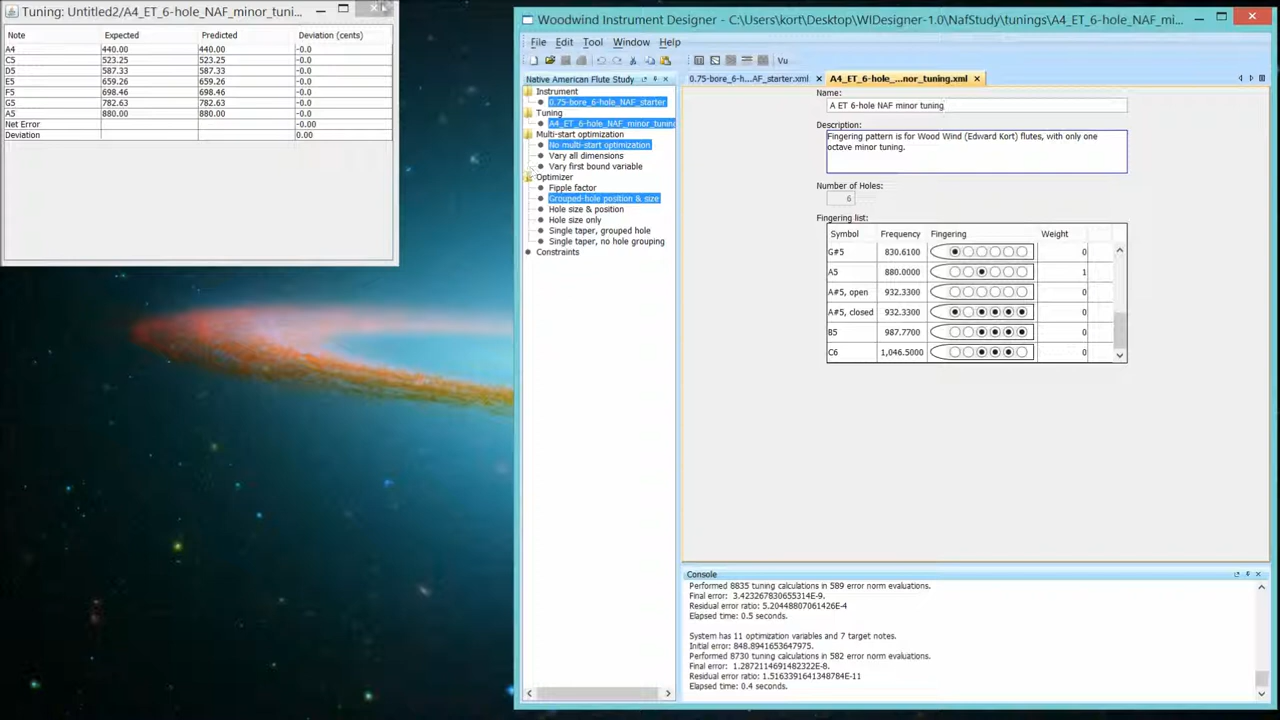 Tuning: Untitled2/A4_ET_6-hole_NAF_minor_tuni...
Note Expected Predicted Deviation (cents)
A4 440.00 440.00 -0.0
C5 523.25 523.25 -0.0
D5 587.33 587.33 -0.0
E5 659.26 659.26 -0.0
F5 698.46 698.46 -0.0
G5 782.63 782.63 -0.0
A5 880.00 880.00 -0.0
Net Error -0.00
Deviation 0.00
Woodwind Instrument Designer - C:\Users\kort\Desktop\WIDesigner-1.0\NafStudy\tunings\A4_ET_6-hole_NAF_mi...
File Edit Tool Window Help
Vu
Native American Flute Study
Instrument
0.75-bore_6-hole_NAF_starter
Tuning
A4_ET_6-hole_NAF_minor_tuning
Multi-start optimization
No multi-start optimization
Vary all dimensions
Vary first bound variable
Optimizer
Fipple factor
Grouped-hole position & size
Hole size & position
Hole size only
Single taper, grouped hole
Single taper, no hole grouping
Constraints
0.75-bore_6-h...AF_starter.xml A4_ET_6-hole_...nor_tuning.xml
Name:
A ET 6-hole NAF minor tuning
Description:
Fingering pattern is for Wood Wind (Edward Kort) flutes, with only one
octave minor tuning.
Number of Holes:
6
Fingering list:
Symbol Frequency Fingering Weight
G#5 830.6100 0
A5 880.0000 1
A#5, open 932.3300 0
A#5, closed 932.3300 0
B5 987.7700 0
C6 1,046.5000 0
Console
Performed 8835 tuning calculations in 589 error norm evaluations.
Final error: 3.423267830655314E-9.
Residual error ratio: 5.20448807061426E-4
Elapsed time: 0.5 seconds.
System has 11 optimization variables and 7 target notes.
Initial error: 848.8941653647975.
Performed 8730 tuning calculations in 582 error norm evaluations.
Final error: 1.2872114691482322E-8.
Residual error ratio: 1.5163391641348784E-11
Elapsed time: 0.4 seconds.